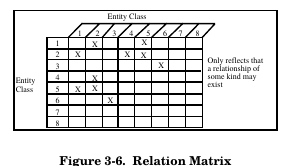 Entity Class
1 2 3 4 5 6 7 8
1 X X
2 X X X
3 X
4 X
5 X X
6 X
7
8
Entity
Class
Only reflects that
a relationship of
some kind may
exist
Figure 3-6. Relation Matrix